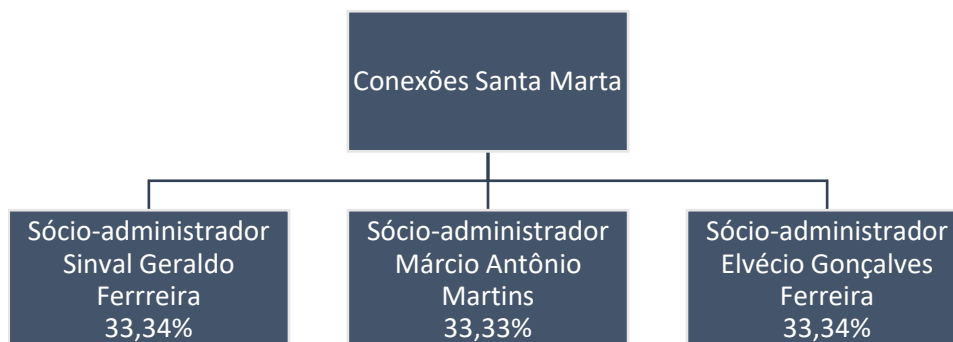 Conexões Santa Marta
Sócio-administrador
Sinval Geraldo
Ferrreira
33,34%
Sócio-administrador
Márcio Antônio
Martins
33,33%
Sócio-administrador
Elvécio Gonçalves
Ferreira
33,34%